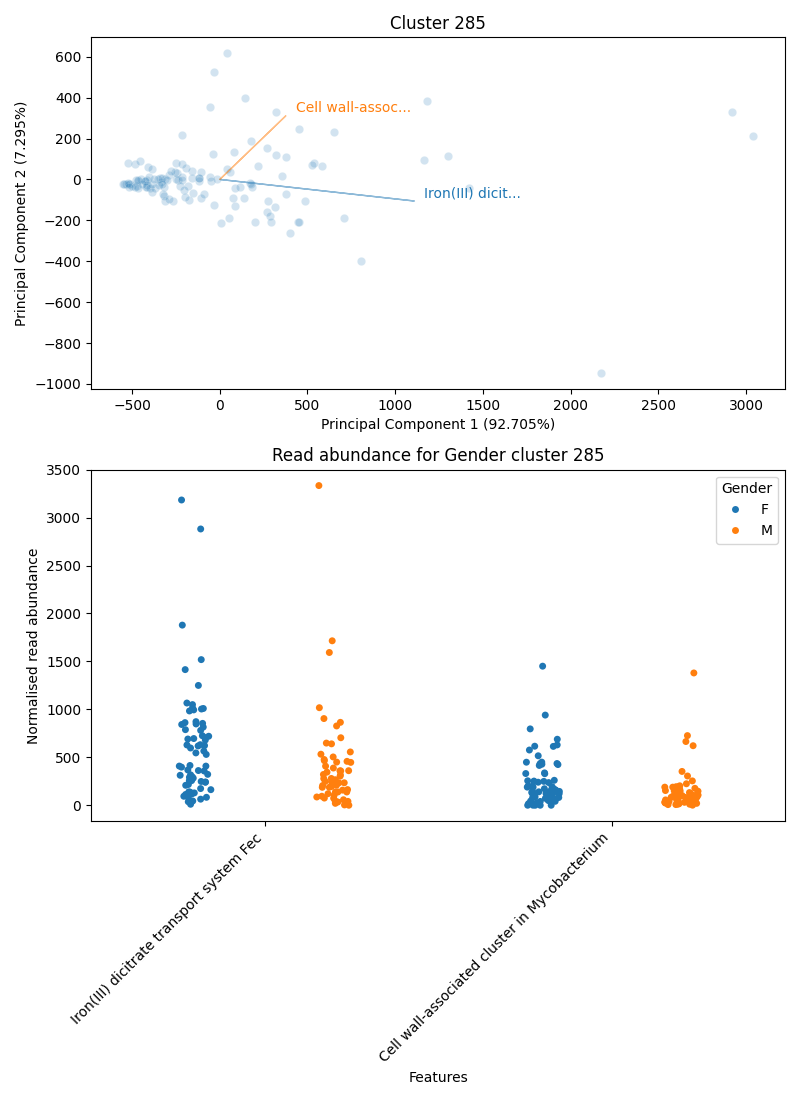 Cluster 285
Principal Component 2 (7.295%)
600
400
200
0
−200
−400
−600
−800
−1000
Cell wall-assoc...
Iron(III) dicit...
−500
0
500
1000
1500
2000
2500
3000
Principal Component 1 (92.705%)
Read abundance for Gender cluster 285
Normalised read abundance
3500
3000
2500
2000
1500
1000
500
0
Gender
F
M
Iron(III) dicitrate transport system Fec
Cell wall-associated cluster in Mycobacterium
Features